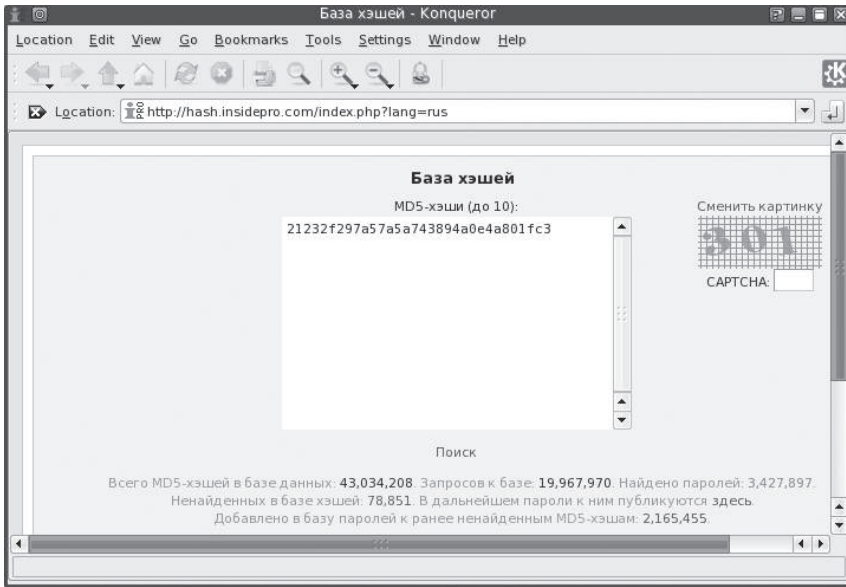 База хэшей - Konqueror
Location Edit View Go Bookmarks Tools Settings Window Help
Location: http://hash.insidepro.com/index.php?lang=rus
База хэшей
MD5-хэши (до 10):
21232f297a57a5a743894a0e4a801fc3
Сменить картинку
301
CAPTCHA:
Поиск
Всего MD5-хэшей в базе данных: 43,034,208. Запросов к базе: 19,967,970. Найдено паролей: 3,427,897.
Ненайденных в базе хэшей: 78,851. В дальнейшем пароли к ним публикуются здесь.
Добавлено в базу паролей к ранее ненайденным MD5-хэшам: 2,165,455.